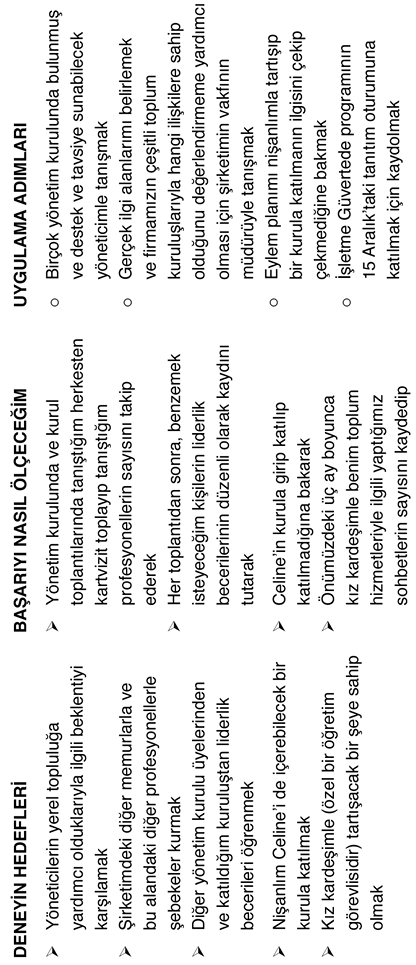 DENEYİN HEDEFLERİ
➤ Yöneticilerin yerel topluluğa
yardımcı olduklarıyla ilgili beklentiyi
karşılamak
➤ Şirketimdeki diğer memurlarla ve
bu alandaki diğer profesyonellerle
şebekeler kurmak
➤ Diğer yönetim kurulu üyelerinden
ve katıldığım kuruluştan liderlik
becerileri öğrenmek
➤ Nişanlım Celine’i de içerebilecek bir
kurula katılmak
➤ Kız kardeşimle (özel bir öğretim
görevlisidir) tartışacak bir şeye sahip
olmak
BAŞARIYI NASIL ÖLÇECEĞİM
➤ Yönetim kurulunda ve kurul
toplantılarında tanıştığım herkesten
kartvizit toplayıp tanıştığım
profesyonellerin sayısını takip
ederek
➤ Her toplantıdan sonra, benzemek
isteyeceğim kişilerin liderlik
becerilerinin düzenli olarak kaydını
tutarak
➤ Celine’in kurula girip katılıp
katılmadığına bakarak
➤ Önümüzdeki üç ay boyunca
kız kardeşimle benim toplum
hizmetleriyle ilgili yaptığımız
sohbetlerin sayısını kaydedip
UYGULAMA ADIMLARI
○ Birçok yönetim kurulunda bulunmuş
ve destek ve tavsiye sunabilecek
yöneticimle tanışmak
○ Gerçek ilgi alanlarımı belirlemek
ve firmamızın çeşitli toplum
kuruluşlarıyla hangi ilişkilere sahip
olduğunu değerlendirmeme yardımcı
olması için şirketimin vakfının
müdürüyle tanışmak
○ Eylem planımı nişanlımla tartışıp
bir kurula katılmanın ilgisini çekip
çekmediğine bakmak
○ İşletme Güvertede programının
15 Aralık’taki tanıtım oturumuna
katılmak için kaydolmak